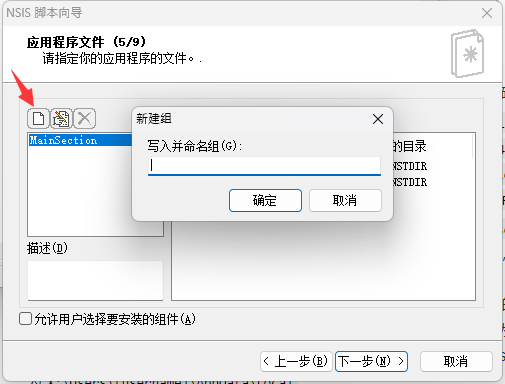 NSIS 脚本向导
应用程序文件 (5/9)
请指定你的应用程序的文件。.
新建组
写入并命名组(G):
确定
取消
MainSection
的目录
NSTDIR
NSTDIR
描述(D)
允许用户选择要安装的组件(A)
< 上一步(B)
下一步(N) >
取消